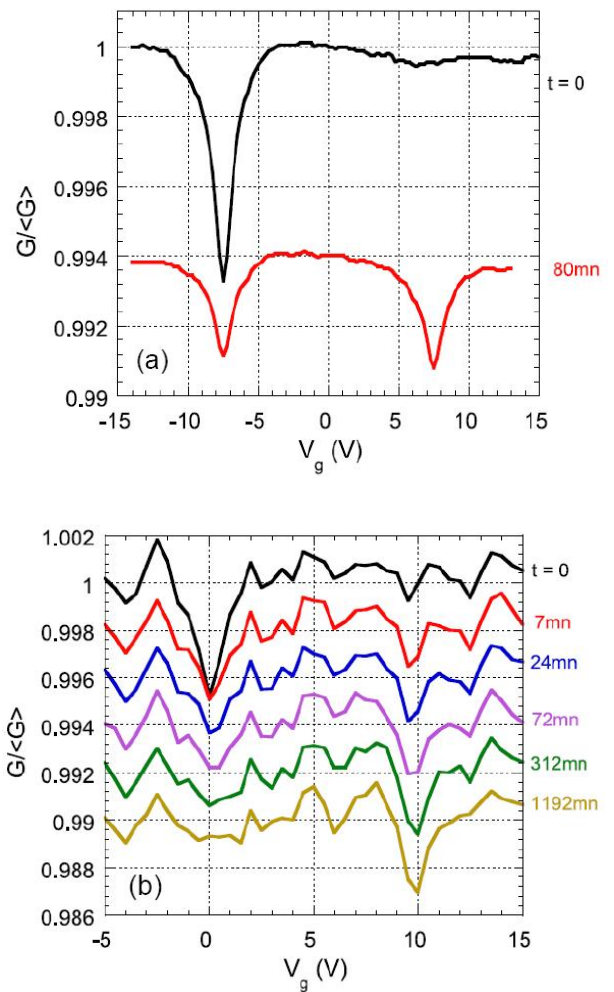 1
t = 0
0.998
0.996
G/<G>
0.994
80mn
0.992
(a)
0.99
-15 -10 -5 0 5 10 15
V_g (V)
1.002
t = 0
1
7mn
0.998
24mn
0.996
72mn
0.994
G/<G>
312mn
0.992
1192mn
0.99
0.988
(b)
0.986
-5 0 5 10 15
V_g (V)